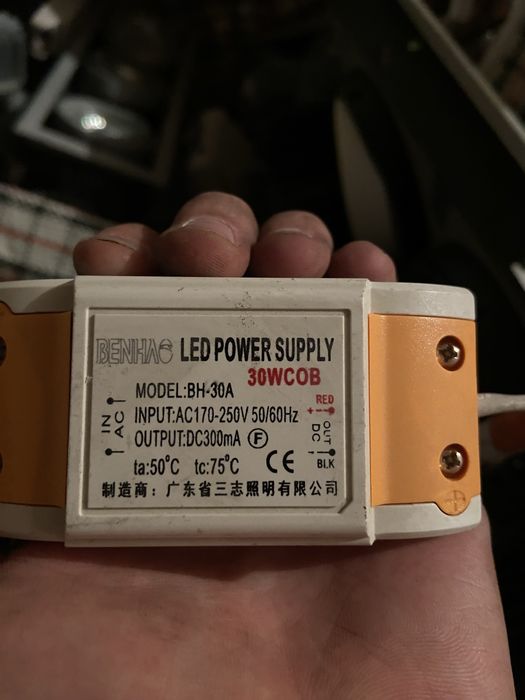 BENHAO LED POWER SUPPLY
30WCOB
MODEL:BH-30A
INPUT:AC170-250V 50/60Hz
OUTPUT:DC300mA F
ta:50°C tc:75°C CE
制造商：广东省三志照明有限公司
IN AC
RED
+
-
OUT DC
BLK